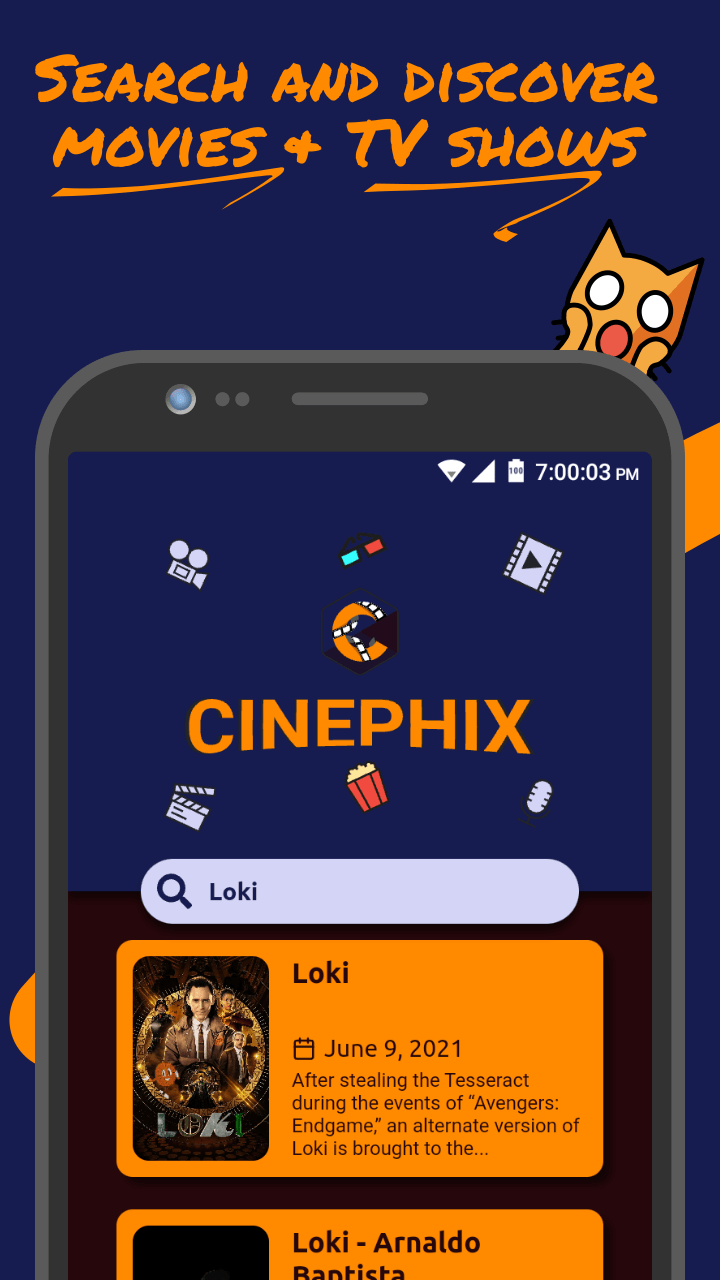 Search and discover
movies & TV shows
100
7:00:03 PM
CINEPHIX
Loki
Loki
June 9, 2021
After stealing the Tesseract
during the events of “Avengers:
Endgame,” an alternate version of
Loki is brought to the...
LOKI
Loki - Arnaldo
Baptista